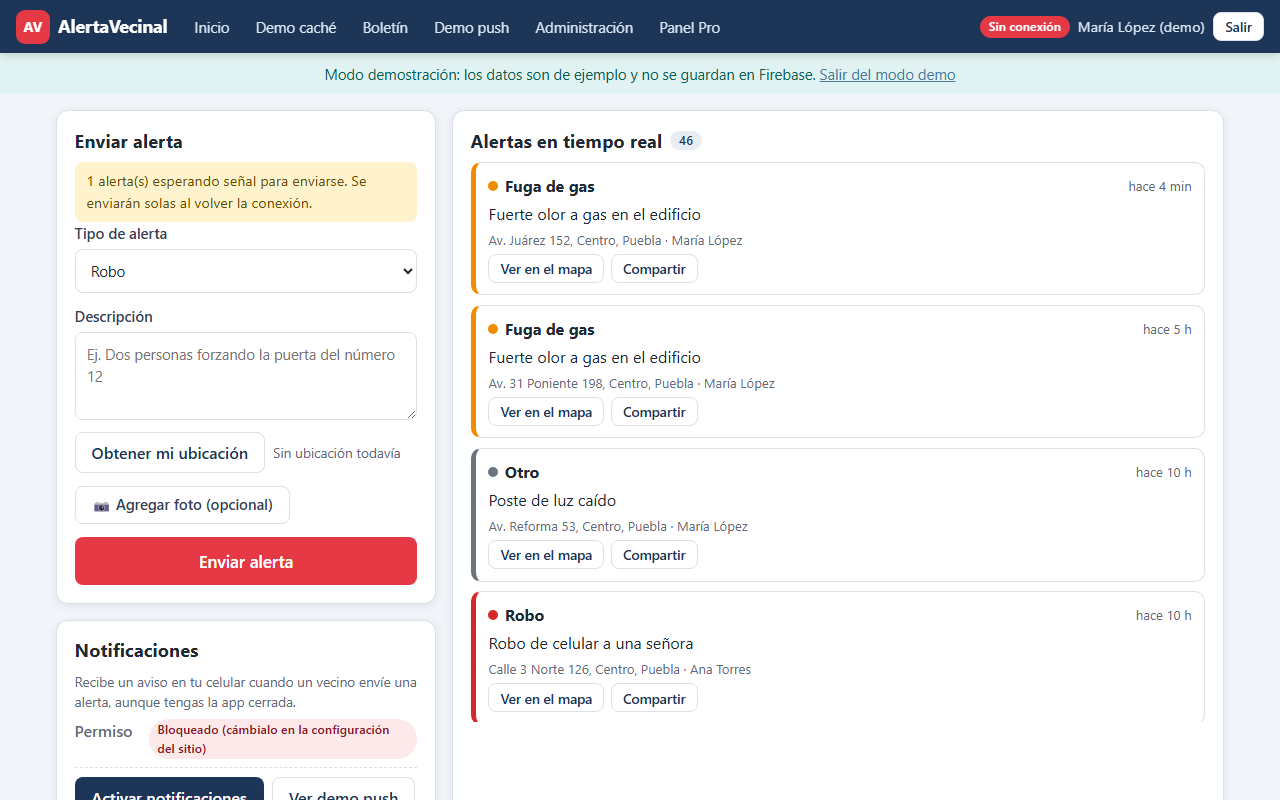 AV AlertaVecinal Inicio Demo caché Boletín Demo push Administración Panel Pro Sin conexión María López (demo) Salir
Modo demostración: los datos son de ejemplo y no se guardan en Firebase. Salir del modo demo
Enviar alerta
1 alerta(s) esperando señal para enviarse. Se
enviarán solas al volver la conexión.
Tipo de alerta
Robo
Descripción
Ej. Dos personas forzando la puerta del número
12
Obtener mi ubicación Sin ubicación todavía
Agregar foto (opcional)
Enviar alerta
Notificaciones
Recibe un aviso en tu celular cuando un vecino envíe una
alerta, aunque tengas la app cerrada.
Permiso Bloqueado (cámbialo en la configuración
del sitio)
Activar notificaciones Ver demo push
Alertas en tiempo real 46
Fuga de gas hace 4 min
Fuerte olor a gas en el edificio
Av. Juárez 152, Centro, Puebla · María López
Ver en el mapa Compartir
Fuga de gas hace 5 h
Fuerte olor a gas en el edificio
Av. 31 Poniente 198, Centro, Puebla · María López
Ver en el mapa Compartir
Otro hace 10 h
Poste de luz caído
Av. Reforma 53, Centro, Puebla · María López
Ver en el mapa Compartir
Robo hace 10 h
Robo de celular a una señora
Calle 3 Norte 126, Centro, Puebla · Ana Torres
Ver en el mapa Compartir